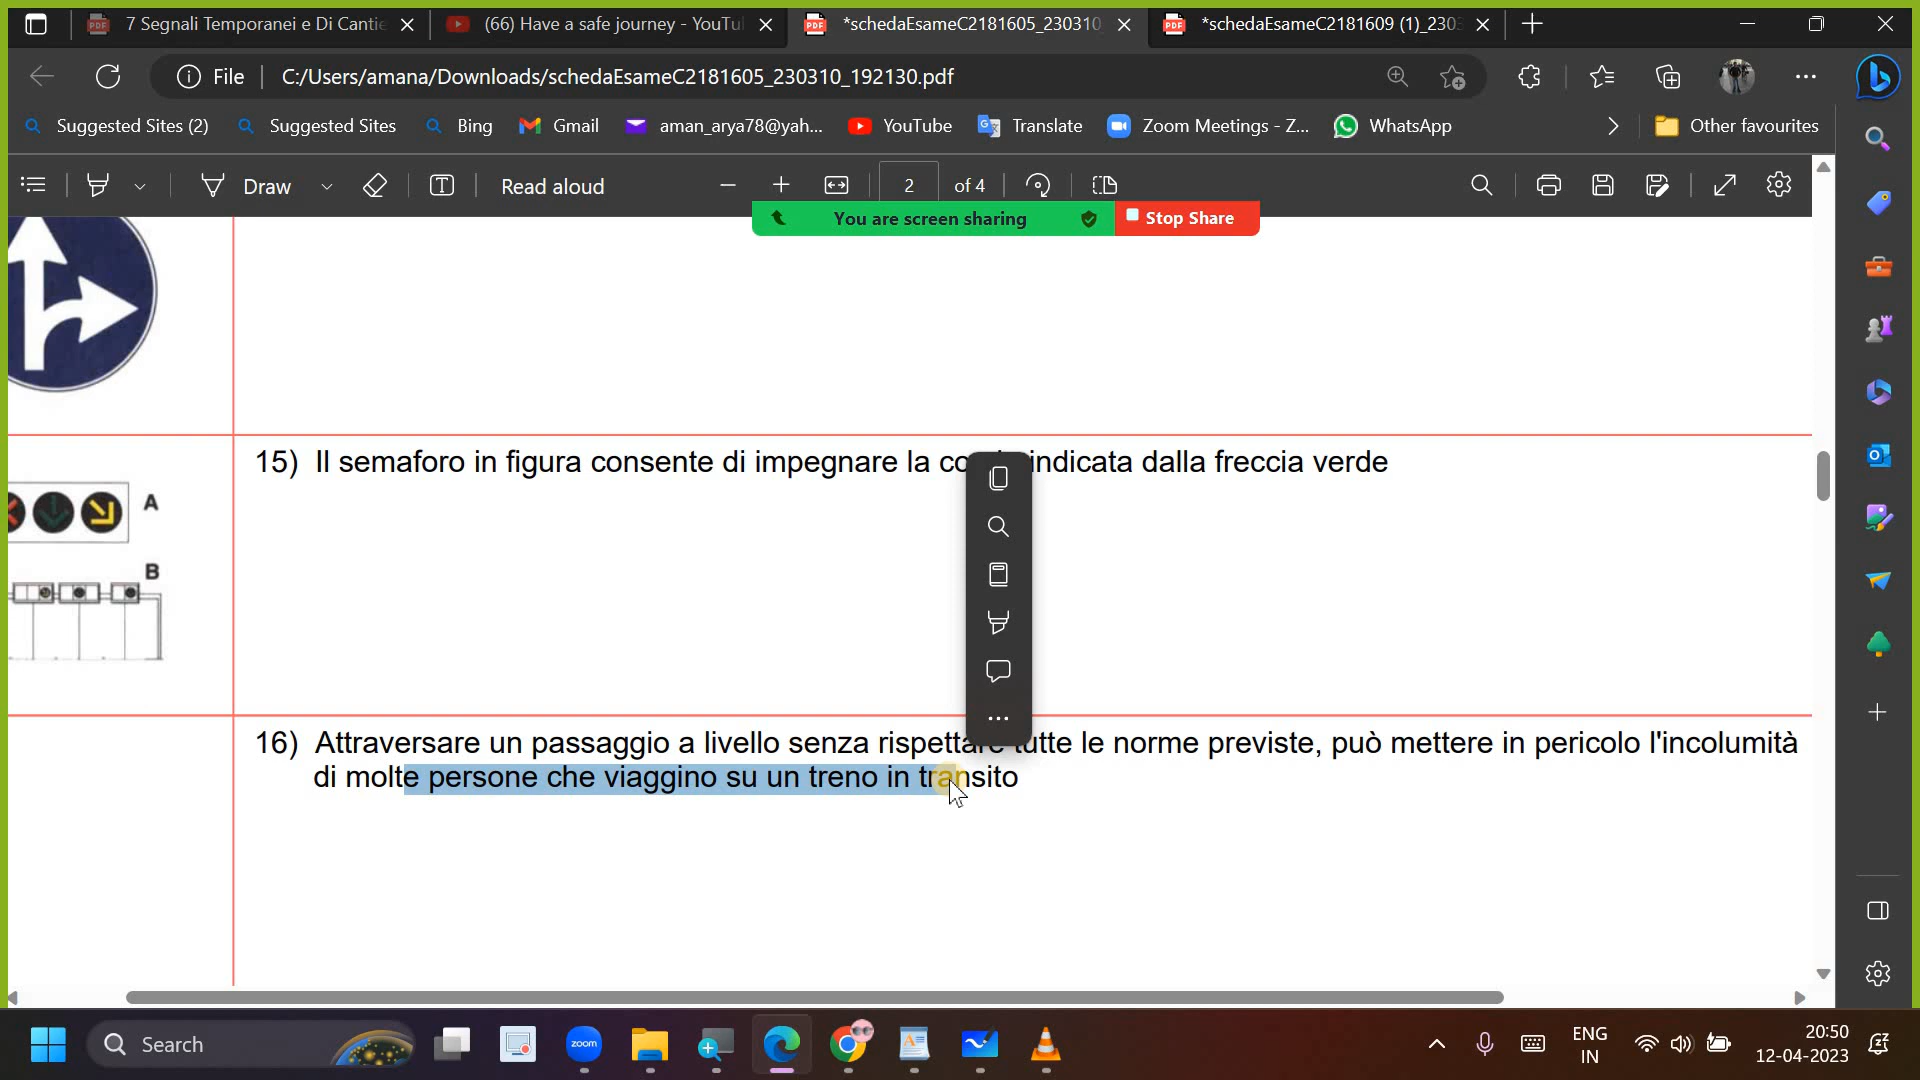 7 Segnali Temporanei e Di Cantie
(66) Have a safe journey - YouTu
*schedaEsameC2181605_230310
*schedaEsameC2181609 (1)_230
File
C:/Users/amana/Downloads/schedaEsameC2181605_230310_192130.pdf
Suggested Sites (2)
Suggested Sites
Bing
Gmail
aman_arya78@yah...
YouTube
Translate
Zoom Meetings - Z...
WhatsApp
Other favourites
Draw
Read aloud
2
of 4
You are screen sharing
Stop Share
15) Il semaforo in figura consente di impegnare la co indicata dalla freccia verde
A
B
16) Attraversare un passaggio a livello senza rispettare tutte le norme previste, può mettere in pericolo l'incolumità
di molte persone che viaggino su un treno in transito
Search
zoom
ENG
IN
20:50
12-04-2023